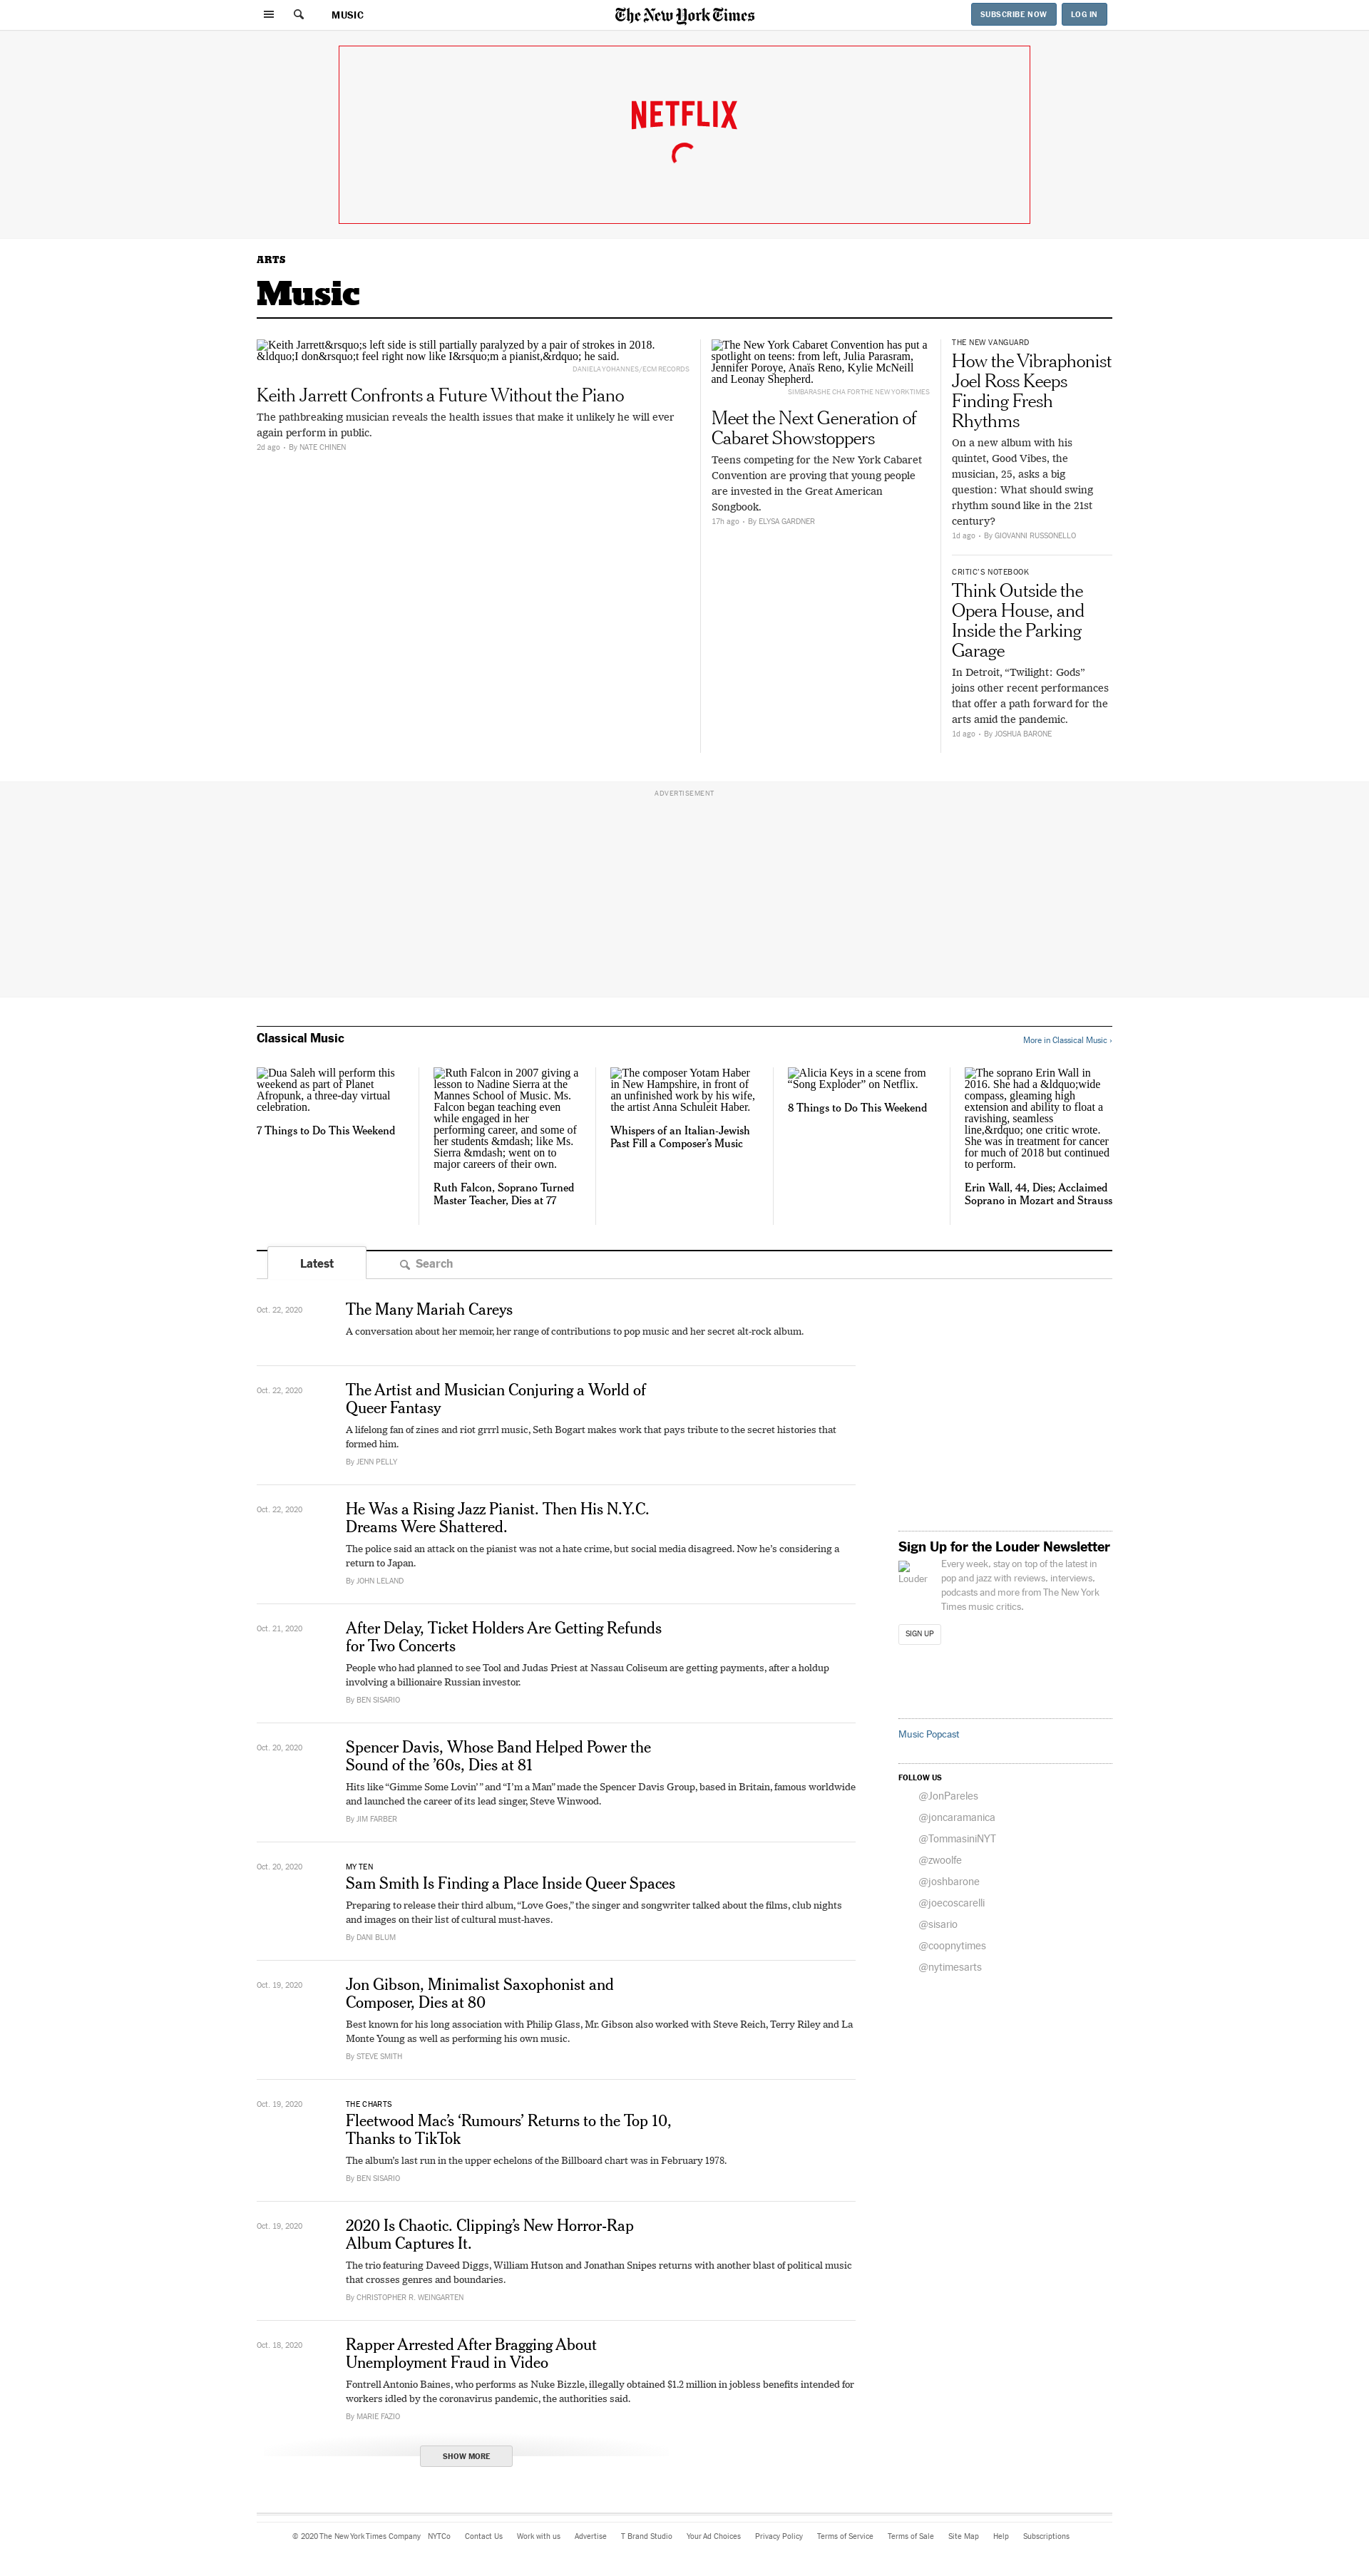 MUSIC
The New York Times
SUBSCRIBE NOW
LOG IN
NETFLIX
ARTS
Music
Keith Jarrett&rsquo;s left side is still partially paralyzed by a pair of strokes in 2018.
&ldquo;I don&rsquo;t feel right now like I&rsquo;m a pianist,&rdquo; he said.
DANIELA YOHANNES/ECM RECORDS
Keith Jarrett Confronts a Future Without the Piano
The pathbreaking musician reveals the health issues that make it unlikely he will ever
again perform in public.
2d ago • By NATE CHINEN
The New York Cabaret Convention has put a
spotlight on teens: from left, Julia Parasram,
Jennifer Poroye, Anaïs Reno, Kylie McNeill
and Leonay Shepherd.
SIMBARASHE CHA FOR THE NEW YORK TIMES
Meet the Next Generation of
Cabaret Showstoppers
Teens competing for the New York Cabaret
Convention are proving that young people
are invested in the Great American
Songbook.
17h ago • By ELYSA GARDNER
THE NEW VANGUARD
How the Vibraphonist
Joel Ross Keeps
Finding Fresh
Rhythms
On a new album with his
quintet, Good Vibes, the
musician, 25, asks a big
question: What should swing
rhythm sound like in the 21st
century?
1d ago • By GIOVANNI RUSSONELLO
CRITIC'S NOTEBOOK
Think Outside the
Opera House, and
Inside the Parking
Garage
In Detroit, “Twilight: Gods”
joins other recent performances
that offer a path forward for the
arts amid the pandemic.
1d ago • By JOSHUA BARONE
ADVERTISEMENT
Classical Music
More in Classical Music ›
Dua Saleh will perform this
weekend as part of Planet
Afropunk, a three-day virtual
celebration.
7 Things to Do This Weekend
Ruth Falcon in 2007 giving a
lesson to Nadine Sierra at the
Mannes School of Music. Ms.
Falcon began teaching even
while engaged in her
performing career, and some of
her students &mdash; like Ms.
Sierra &mdash; went on to
major careers of their own.
Ruth Falcon, Soprano Turned
Master Teacher, Dies at 77
The composer Yotam Haber
in New Hampshire, in front of
an unfinished work by his wife,
the artist Anna Schuleit Haber.
Whispers of an Italian-Jewish
Past Fill a Composer’s Music
Alicia Keys in a scene from
“Song Exploder” on Netflix.
8 Things to Do This Weekend
The soprano Erin Wall in
2016. She had a &ldquo;wide
compass, gleaming high
extension and ability to float a
ravishing, seamless
line,&rdquo; one critic wrote.
She was in treatment for cancer
for much of 2018 but continued
to perform.
Erin Wall, 44, Dies; Acclaimed
Soprano in Mozart and Strauss
Latest
Search
Oct. 22, 2020
The Many Mariah Careys
A conversation about her memoir, her range of contributions to pop music and her secret alt-rock album.
Oct. 22, 2020
The Artist and Musician Conjuring a World of
Queer Fantasy
A lifelong fan of zines and riot grrrl music, Seth Bogart makes work that pays tribute to the secret histories that
formed him.
By JENN PELLY
Oct. 22, 2020
He Was a Rising Jazz Pianist. Then His N.Y.C.
Dreams Were Shattered.
The police said an attack on the pianist was not a hate crime, but social media disagreed. Now he’s considering a
return to Japan.
By JOHN LELAND
Oct. 21, 2020
After Delay, Ticket Holders Are Getting Refunds
for Two Concerts
People who had planned to see Tool and Judas Priest at Nassau Coliseum are getting payments, after a holdup
involving a billionaire Russian investor.
By BEN SISARIO
Oct. 20, 2020
Spencer Davis, Whose Band Helped Power the
Sound of the ’60s, Dies at 81
Hits like “Gimme Some Lovin’ ” and “I’m a Man” made the Spencer Davis Group, based in Britain, famous worldwide
and launched the career of its lead singer, Steve Winwood.
By JIM FARBER
Oct. 20, 2020
MY TEN
Sam Smith Is Finding a Place Inside Queer Spaces
Preparing to release their third album, “Love Goes,” the singer and songwriter talked about the films, club nights
and images on their list of cultural must-haves.
By DANI BLUM
Oct. 19, 2020
Jon Gibson, Minimalist Saxophonist and
Composer, Dies at 80
Best known for his long association with Philip Glass, Mr. Gibson also worked with Steve Reich, Terry Riley and La
Monte Young as well as performing his own music.
By STEVE SMITH
Oct. 19, 2020
THE CHARTS
Fleetwood Mac’s ‘Rumours’ Returns to the Top 10,
Thanks to TikTok
The album’s last run in the upper echelons of the Billboard chart was in February 1978.
By BEN SISARIO
Oct. 19, 2020
2020 Is Chaotic. Clipping’s New Horror-Rap
Album Captures It.
The trio featuring Daveed Diggs, William Hutson and Jonathan Snipes returns with another blast of political music
that crosses genres and boundaries.
By CHRISTOPHER R. WEINGARTEN
Oct. 18, 2020
Rapper Arrested After Bragging About
Unemployment Fraud in Video
Fontrell Antonio Baines, who performs as Nuke Bizzle, illegally obtained $1.2 million in jobless benefits intended for
workers idled by the coronavirus pandemic, the authorities said.
By MARIE FAZIO
SHOW MORE
Sign Up for the Louder Newsletter
Louder
Every week, stay on top of the latest in
pop and jazz with reviews, interviews,
podcasts and more from The New York
Times music critics.
SIGN UP
Music Popcast
FOLLOW US
@JonPareles
@joncaramanica
@TommasiniNYT
@zwoolfe
@joshbarone
@joecoscarelli
@sisario
@coopnytimes
@nytimesarts
© 2020 The New York Times Company NYTCo Contact Us Work with us Advertise T Brand Studio Your Ad Choices Privacy Policy Terms of Service Terms of Sale Site Map Help Subscriptions